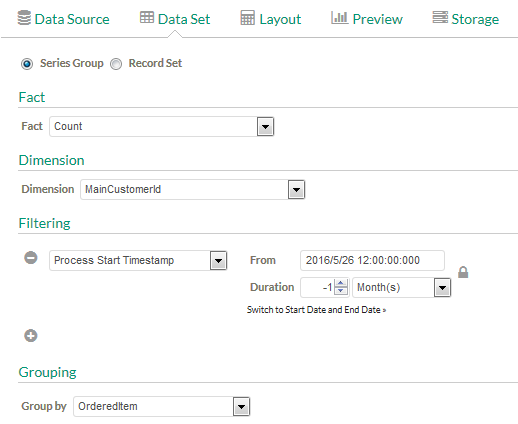 Data Source Data Set Layout Preview Storage
Series Group Record Set
Fact
Fact Count
Dimension
Dimension MainCustomerId
Filtering
Process Start Timestamp From 2016/5/26 12:00:00:000
Duration -1 Month(s)
Switch to Start Date and End Date »
Grouping
Group by OrderedItem